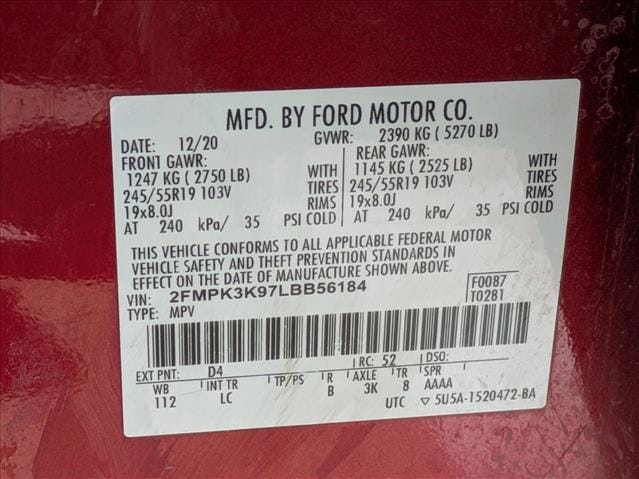 MFD. BY FORD MOTOR CO.
DATE: 12/20 GVWR: 2390 KG ( 5270 LB)
FRONT GAWR: REAR GAWR:
1247 KG ( 2750 LB) WITH 1145 KG ( 2525 LB) WITH
245/55R19 103V TIRES 245/55R19 103V TIRES
19x8.0J RIMS 19x8.0J RIMS
AT 240 kPa/ 35 PSI COLD AT 240 kPa/ 35 PSI COLD
THIS VEHICLE CONFORMS TO ALL APPLICABLE FEDERAL MOTOR
VEHICLE SAFETY AND THEFT PREVENTION STANDARDS IN
EFFECT ON THE DATE OF MANUFACTURE SHOWN ABOVE.
VIN: 2FMPK3K97LBB56184 F0087
TYPE: MPV T0281
EXT PNT: D4 RC: 52 DSO:
WB INT TR TP/PS R AXLE TR SPR
112 LC B 3K 8 AAAA
UTC ▽ 5U5A-1520472-BA